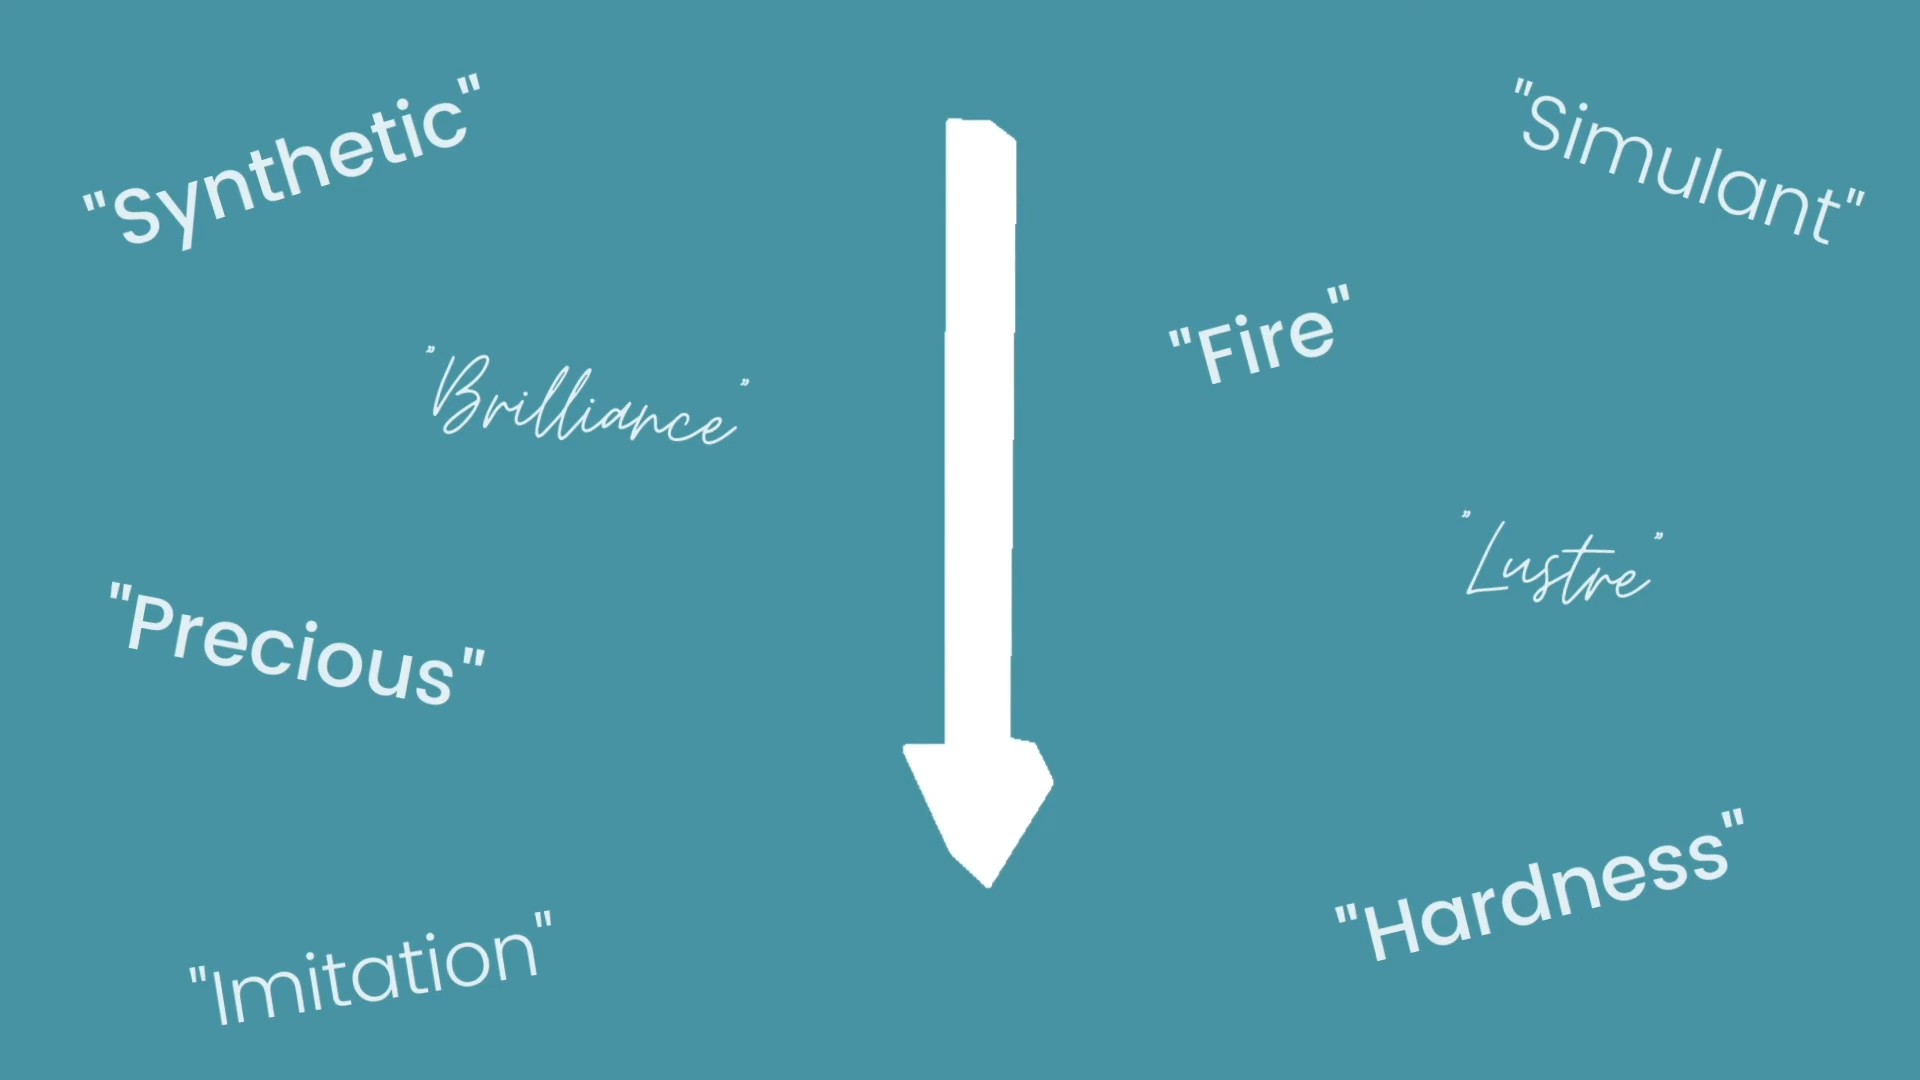 "Synthetic"
"Simulant"
"Fire"
"Brilliance"
"Lustre"
"Precious"
"Hardness"
"Imitation"